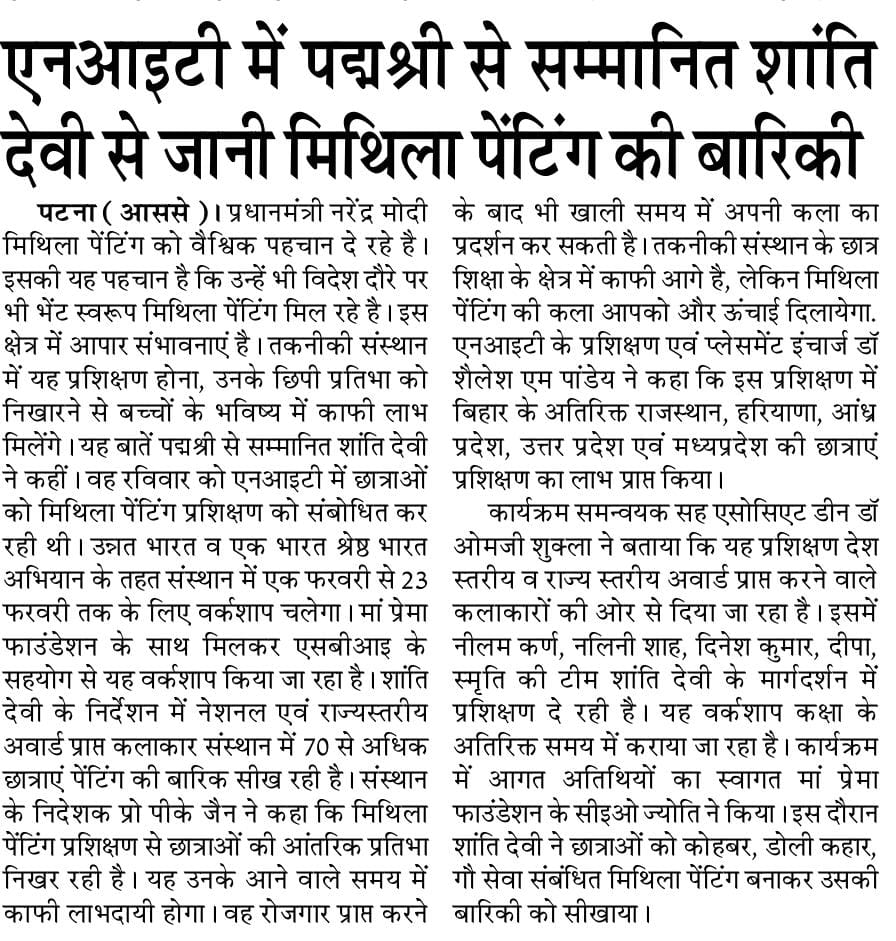 एनआइटी में पद्मश्री से सम्मानित शांति
देवी से जानी मिथिला पेंटिंग की बारिकी
पटना ( आससे )। प्रधानमंत्री नरेंद्र मोदी
मिथिला पेंटिंग को वैश्विक पहचान दे रहे है।
इसकी यह पहचान है कि उन्हें भी विदेश दौरे पर
भी भेंट स्वरूप मिथिला पेंटिंग मिल रहे है। इस
क्षेत्र में आपार संभावनाएं है। तकनीकी संस्थान
में यह प्रशिक्षण होना, उनके छिपी प्रतिभा को
निखारने से बच्चों के भविष्य में काफी लाभ
मिलेंगे। यह बातें पद्मश्री से सम्मानित शांति देवी
ने कहीं। वह रविवार को एनआइटी में छात्राओं
को मिथिला पेंटिंग प्रशिक्षण को संबोधित कर
रही थी। उन्नत भारत व एक भारत श्रेष्ठ भारत
अभियान के तहत संस्थान में एक फरवरी से 23
फरवरी तक के लिए वर्कशाप चलेगा। मां प्रेमा
फाउंडेशन के साथ मिलकर एसबीआइ के
सहयोग से यह वर्कशाप किया जा रहा है। शांति
देवी के निर्देशन में नेशनल एवं राज्यस्तरीय
अवार्ड प्राप्त कलाकार संस्थान में 70 से अधिक
छात्राएं पेंटिंग की बारिक सीख रही है। संस्थान
के निदेशक प्रो पीके जैन ने कहा कि मिथिला
पेंटिंग प्रशिक्षण से छात्राओं की आंतरिक प्रतिभा
निखर रही है। यह उनके आने वाले समय में
काफी लाभदायी होगा। वह रोजगार प्राप्त करने
के बाद भी खाली समय में अपनी कला का
प्रदर्शन कर सकती है। तकनीकी संस्थान के छात्र
शिक्षा के क्षेत्र में काफी आगे है, लेकिन मिथिला
पेंटिंग की कला आपको और ऊंचाई दिलायेगा.
एनआइटी के प्रशिक्षण एवं प्लेसमेंट इंचार्ज डॉ
शैलेश एम पांडेय ने कहा कि इस प्रशिक्षण में
बिहार के अतिरिक्त राजस्थान, हरियाणा, आंध्र
प्रदेश, उत्तर प्रदेश एवं मध्यप्रदेश की छात्राएं
प्रशिक्षण का लाभ प्राप्त किया।
कार्यक्रम समन्वयक सह एसोसिएट डीन डॉ
ओमजी शुक्ला ने बताया कि यह प्रशिक्षण देश
स्तरीय व राज्य स्तरीय अवार्ड प्राप्त करने वाले
कलाकारों की ओर से दिया जा रहा है। इसमें
नीलम कर्ण, नलिनी शाह, दिनेश कुमार, दीपा,
स्मृति की टीम शांति देवी के मार्गदर्शन में
प्रशिक्षण दे रही है। यह वर्कशाप कक्षा के
अतिरिक्त समय में कराया जा रहा है। कार्यक्रम
में आगत अतिथियों का स्वागत मां प्रेमा
फाउंडेशन के सीइओ ज्योति ने किया। इस दौरान
शांति देवी ने छात्राओं को कोहबर, डोली कहार,
गौ सेवा संबंधित मिथिला पेंटिंग बनाकर उसकी
बारिकी को सीखाया।